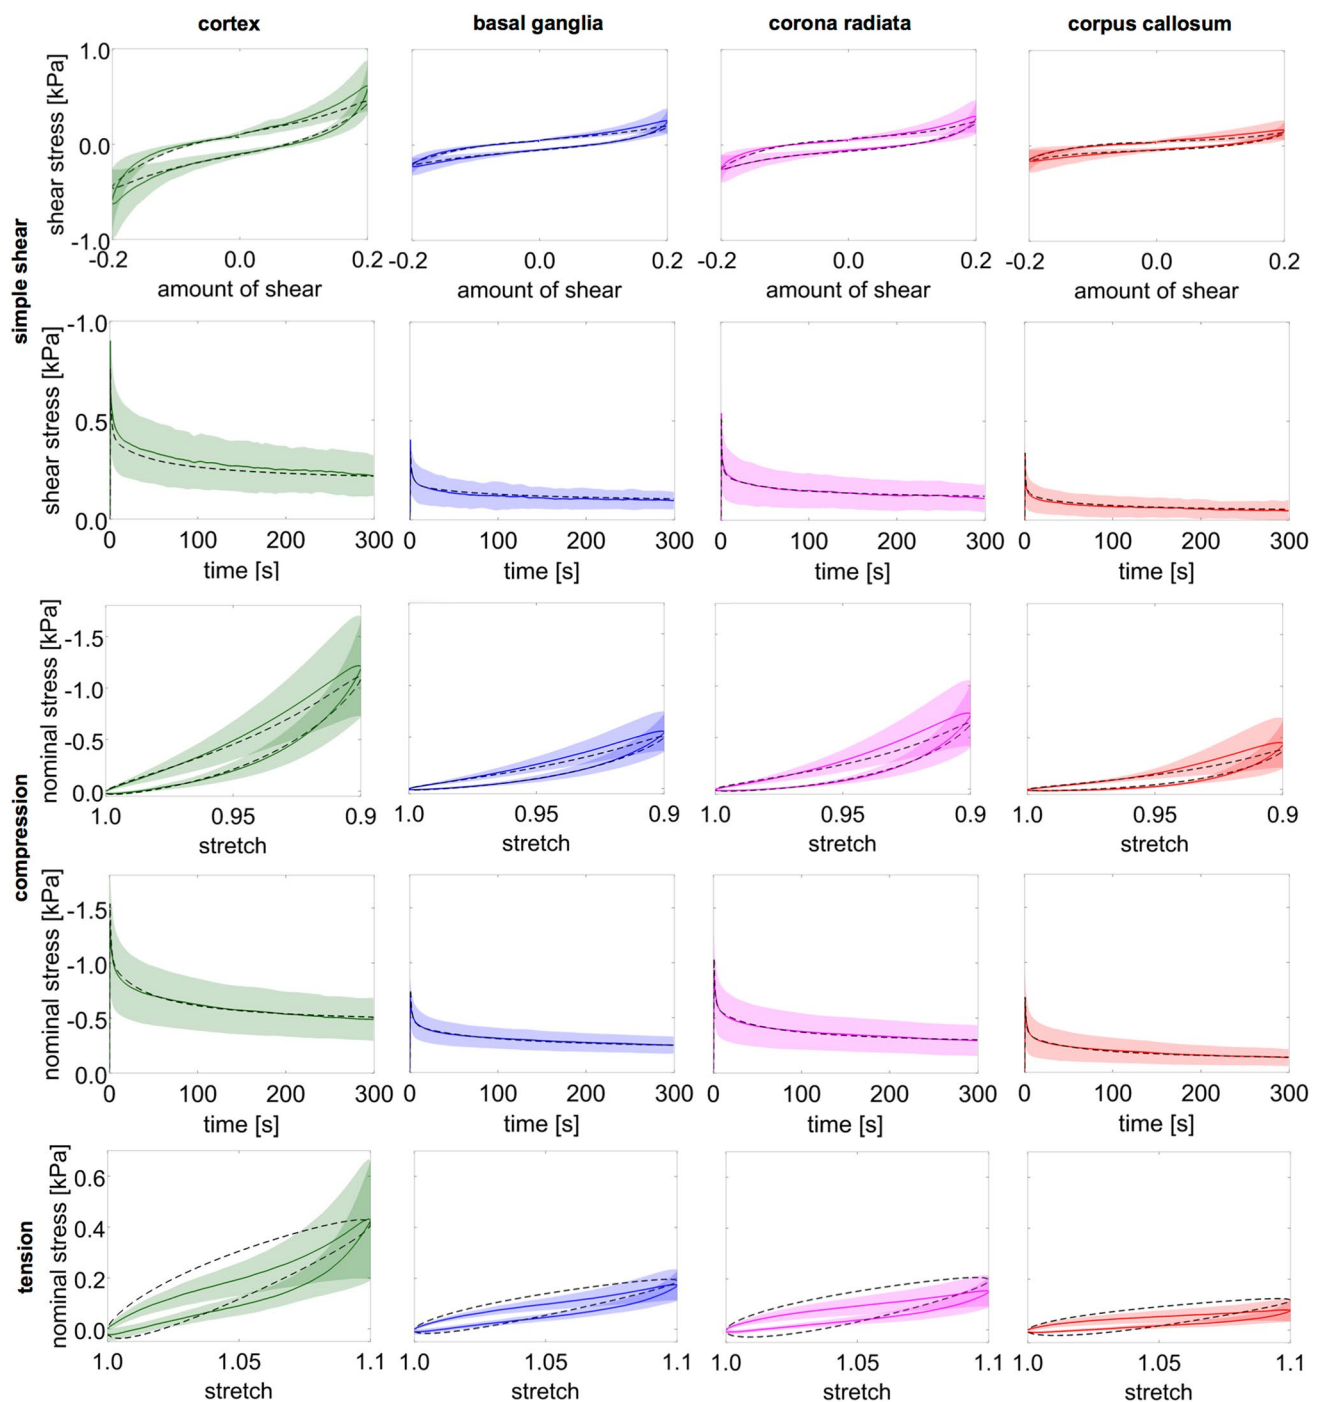 cortex
basal ganglia
corona radiata
corpus callosum
simple shear
shear stress [kPa]
1.0
0.0
-1.0
-0.2 0.0 0.2
-0.2 0.0 0.2
-0.2 0.0 0.2
-0.2 0.0 0.2
amount of shear
amount of shear
amount of shear
amount of shear
shear stress [kPa]
-1.0
0.5
0.0
0 100 200 300
0 100 200 300
0 100 200 300
0 100 200 300
time [s]
time [s]
time [s]
time [s]
compression
nominal stress [kPa]
-1.5
-1.0
-0.5
0.0
1.0 0.95 0.9
1.0 0.95 0.9
1.0 0.95 0.9
1.0 0.95 0.9
stretch
stretch
stretch
stretch
nominal stress [kPa]
-1.5
-1.0
-0.5
0.0
0 100 200 300
0 100 200 300
0 100 200 300
0 100 200 300
time [s]
time [s]
time [s]
time [s]
tension
nominal stress [kPa]
0.6
0.4
0.2
0.0
1.0 1.05 1.1
1.0 1.05 1.1
1.0 1.05 1.1
1.0 1.05 1.1
stretch
stretch
stretch
stretch